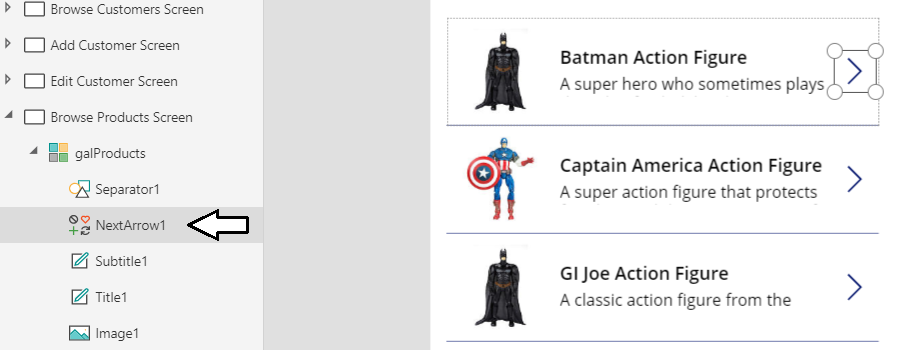 Browse Customers Screen
Add Customer Screen
Edit Customer Screen
Browse Products Screen
galProducts
Separator1
NextArrow1
Subtitle1
Title1
Image1
Batman Action Figure
A super hero who sometimes plays
Captain America Action Figure
A super action figure that protects
GI Joe Action Figure
A classic action figure from the